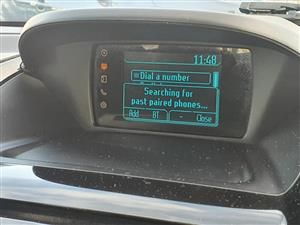 11:48
Dial a number
Searching for
past paired phones...
Add BT - Close